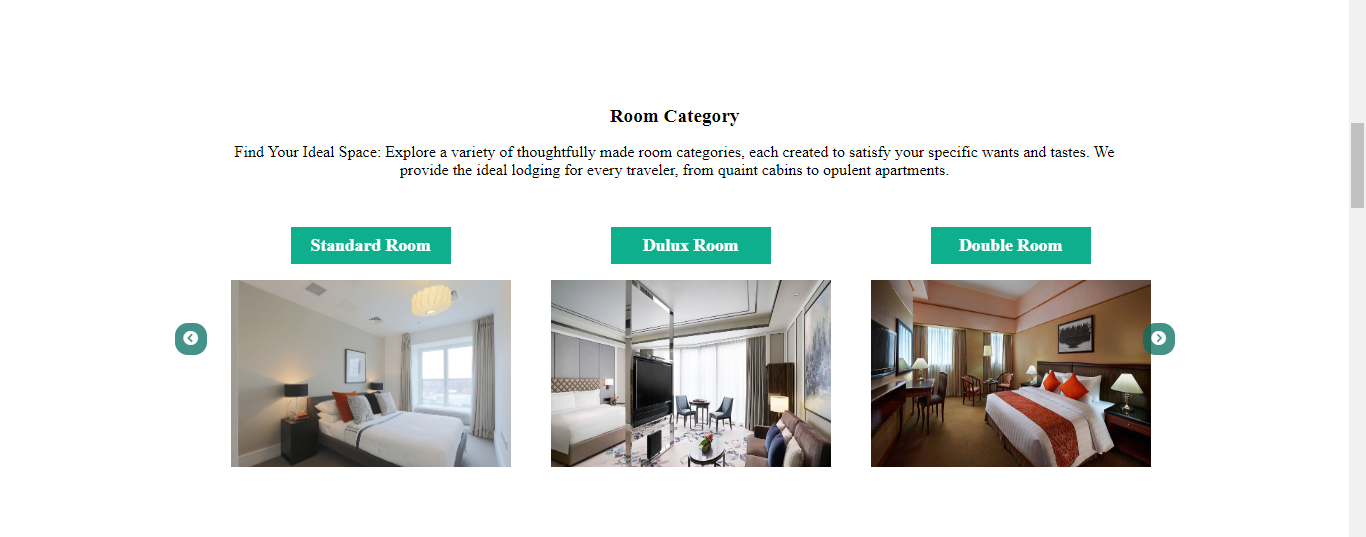 Room Category
Find Your Ideal Space: Explore a variety of thoughtfully made room categories, each created to satisfy your specific wants and tastes. We
provide the ideal lodging for every traveler, from quaint cabins to opulent apartments.
Standard Room
Dulux Room
Double Room